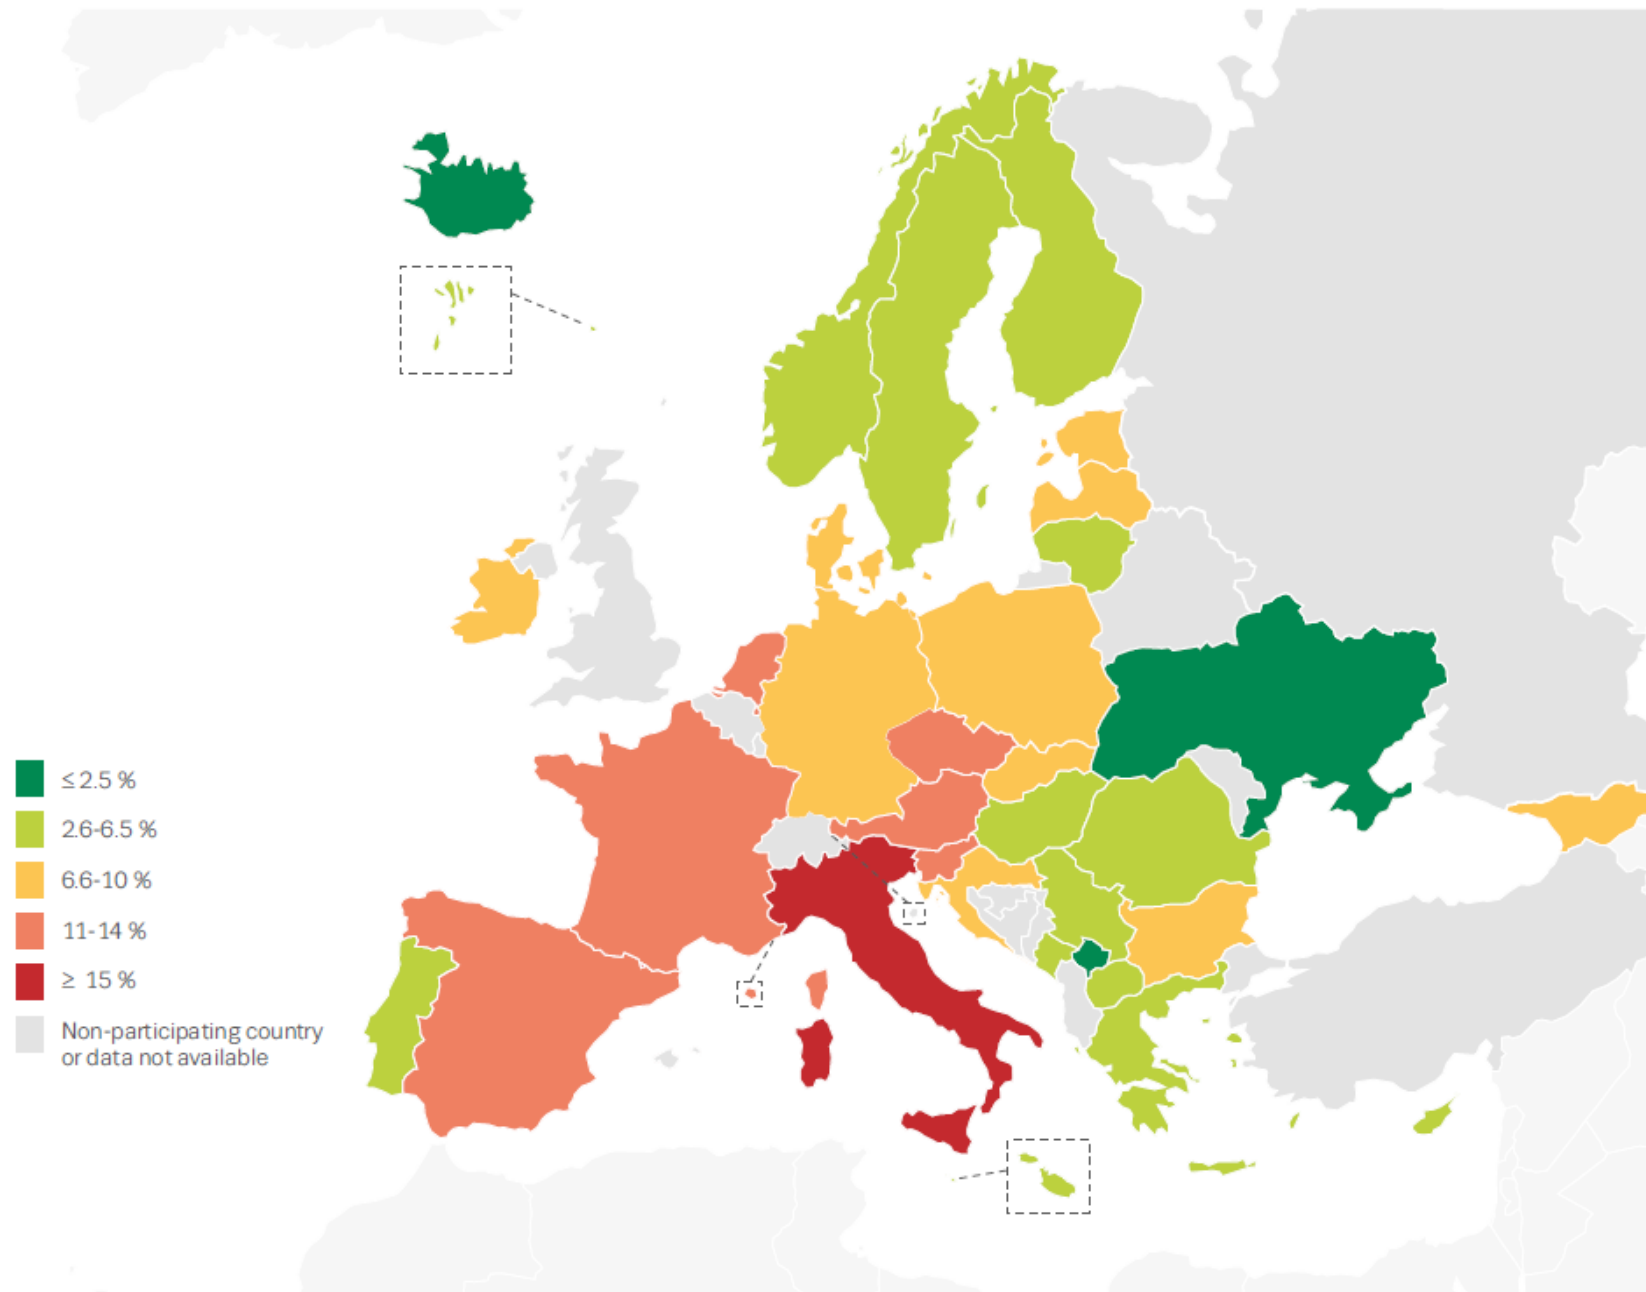 ≤ 2.5 %
2.6-6.5 %
6.6-10 %
11-14 %
≥ 15 %
Non-participating country
or data not available